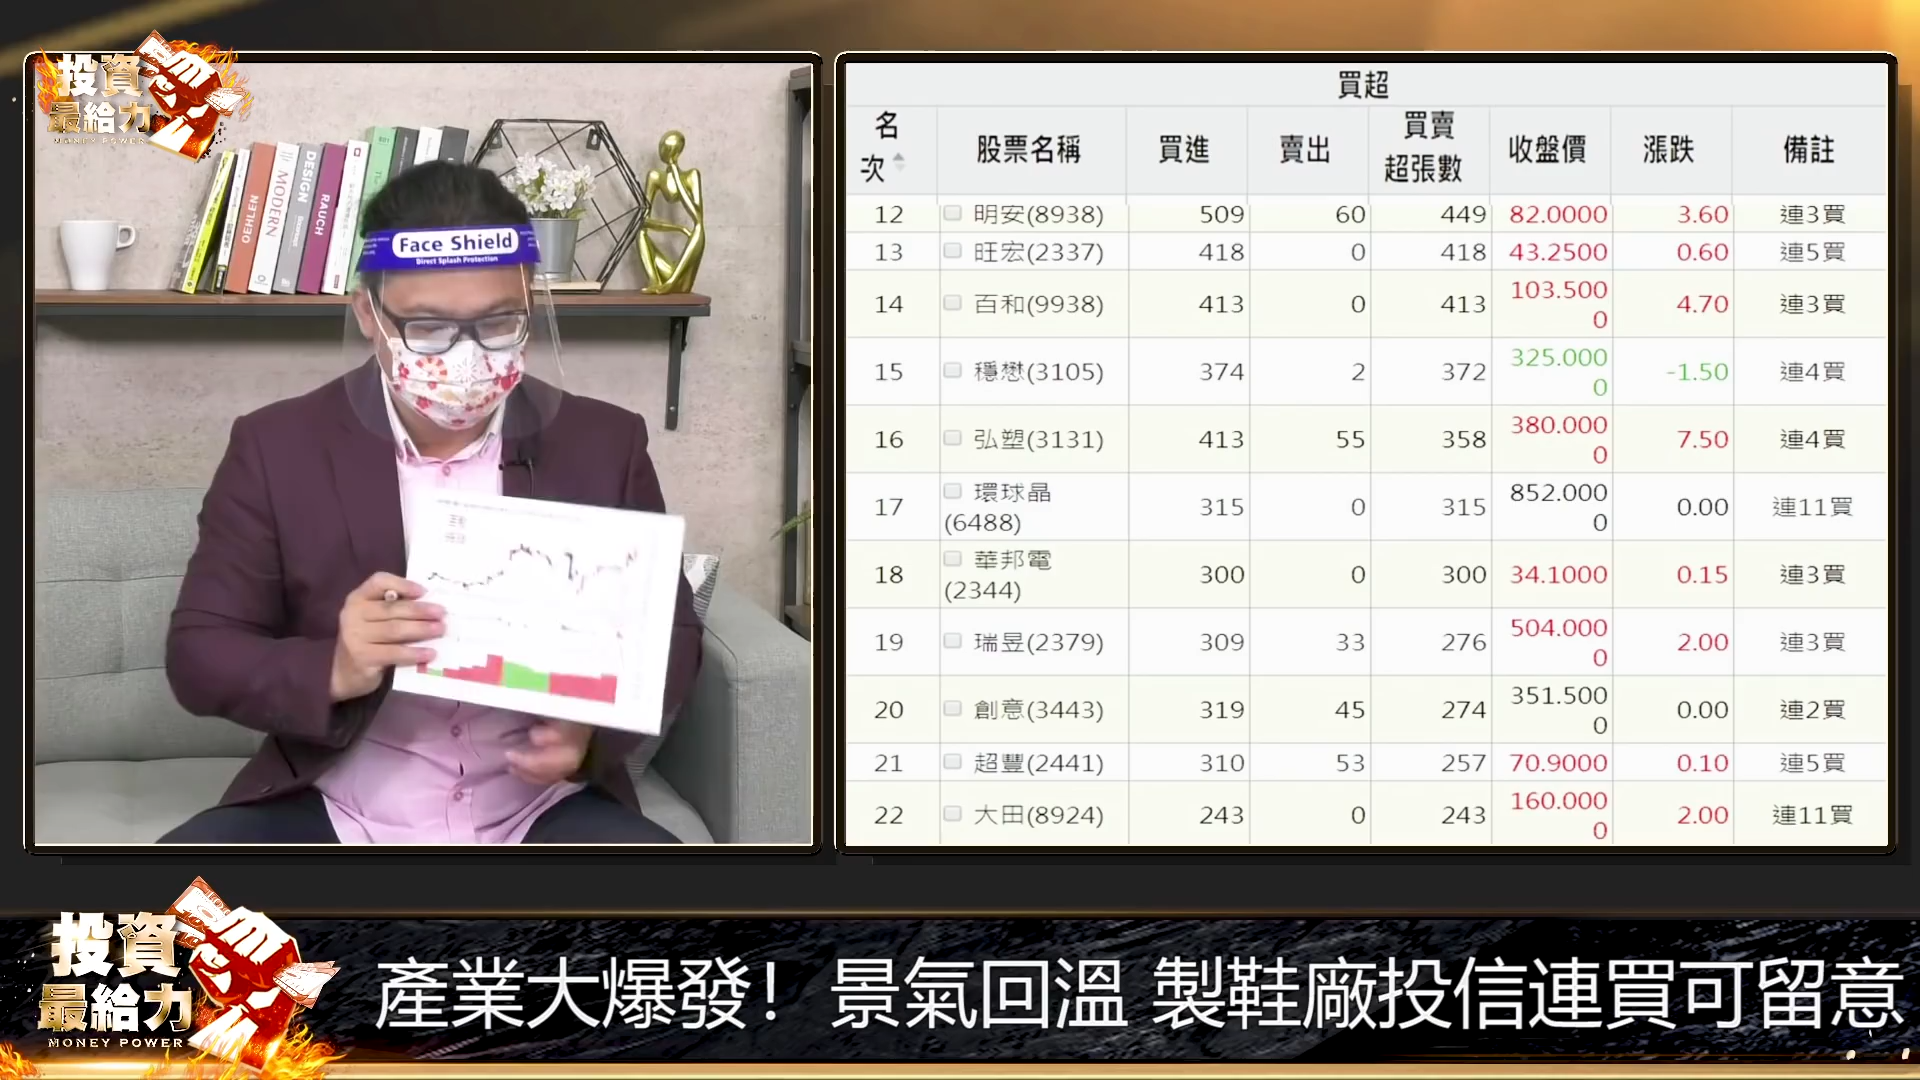 投資
最給力
MONEY POWER
OEHLEN
MODERN
DESIGN
RAUCH
Face Shield
Direct Splash Protection
買超
名次 股票名稱 買進 賣出 買賣超張數 收盤價 漲跌 備註
12 明安(8938) 509 60 449 82.0000 3.60 連3買
13 旺宏(2337) 418 0 418 43.2500 0.60 連5買
14 百和(9938) 413 0 413 103.5000 4.70 連3買
15 穩懋(3105) 374 2 372 325.0000 -1.50 連4買
16 弘塑(3131) 413 55 358 380.0000 7.50 連4買
17 環球晶(6488) 315 0 315 852.0000 0.00 連11買
18 華邦電(2344) 300 0 300 34.1000 0.15 連3買
19 瑞昱(2379) 309 33 276 504.0000 2.00 連3買
20 創意(3443) 319 45 274 351.5000 0.00 連2買
21 超豐(2441) 310 53 257 70.9000 0.10 連5買
22 大田(8924) 243 0 243 160.0000 2.00 連11買
投資
最給力
MONEY POWER
產業大爆發! 景氣回溫 製鞋廠投信連買可留意